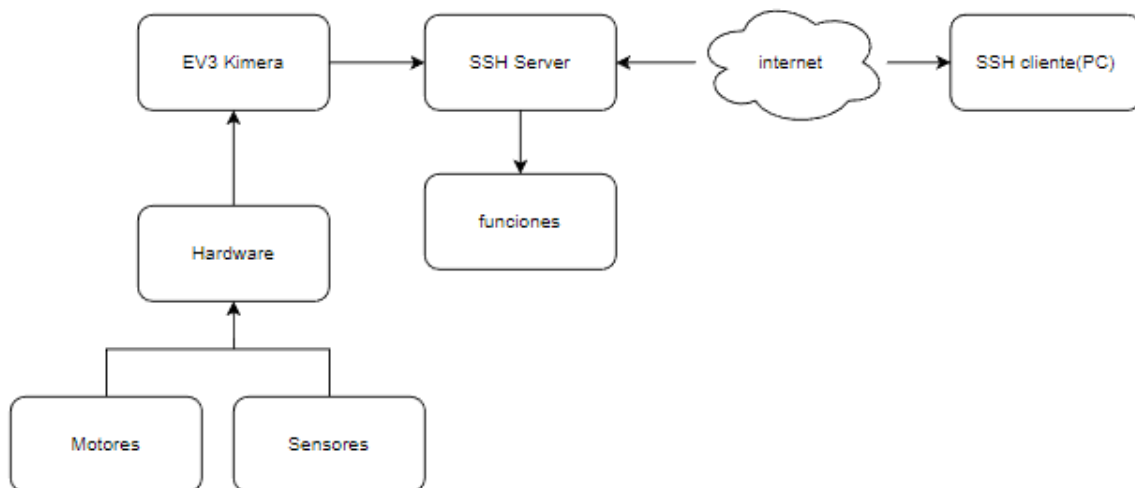 EV3 Kimera
SSH Server
internet
SSH cliente(PC)
funciones
Hardware
Motores
Sensores